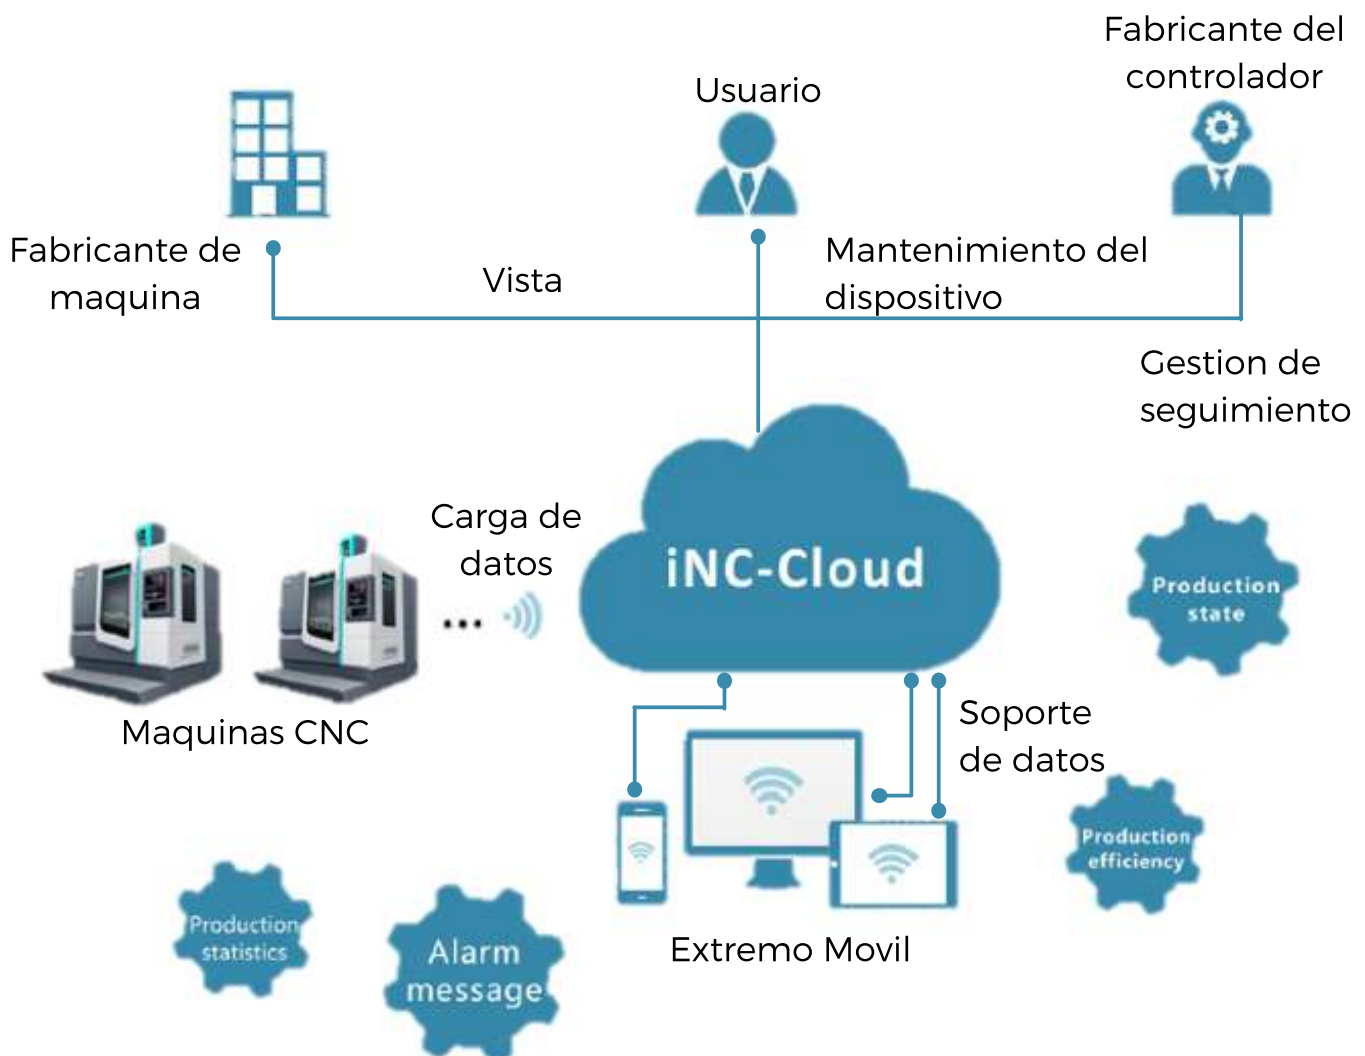 Fabricante del
controlador
Usuario
Fabricante de
maquina
Vista
Mantenimiento del
dispositivo
Gestion de
seguimiento
Carga de
datos
iNC-Cloud
Production
state
Maquinas CNC
Soporte
de datos
Production
efficiency
Production
statistics
Alarm
message
Extremo Movil